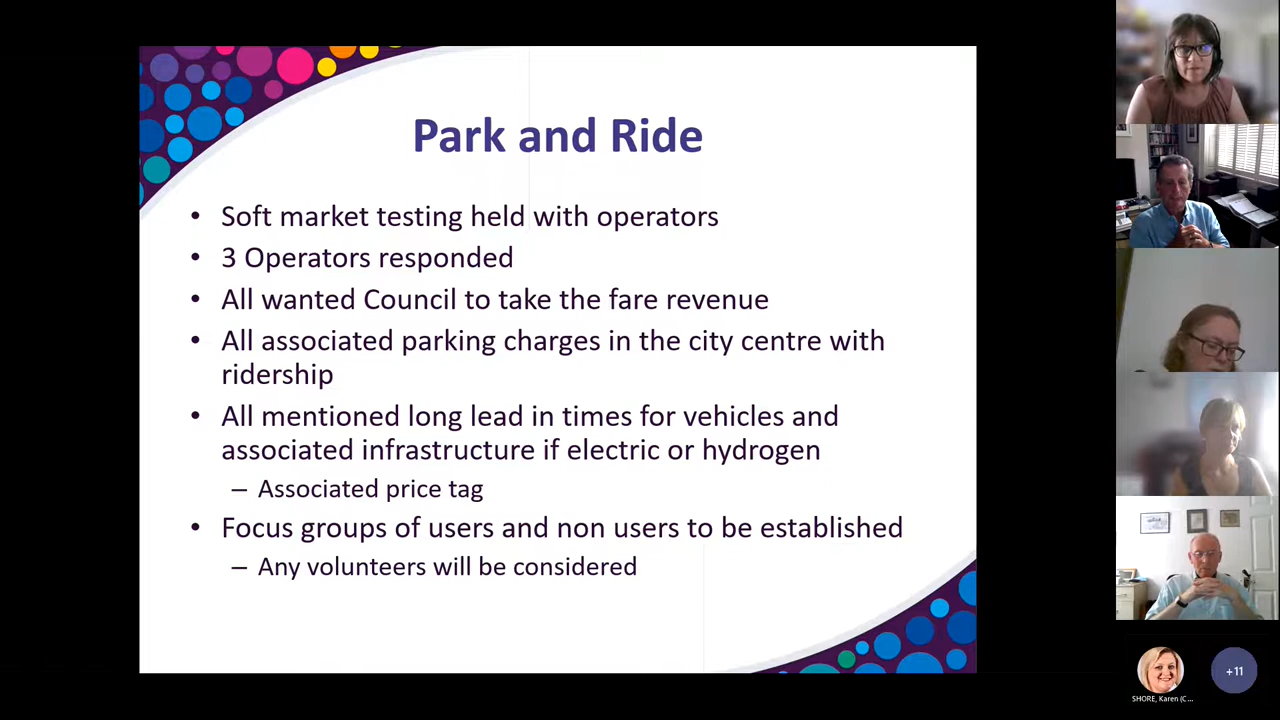 Park and Ride
• Soft market testing held with operators
• 3 Operators responded
• All wanted Council to take the fare revenue
• All associated parking charges in the city centre with
ridership
• All mentioned long lead in times for vehicles and
associated infrastructure if electric or hydrogen
– Associated price tag
• Focus groups of users and non users to be established
– Any volunteers will be considered
SHORE, Karen (C...
+11